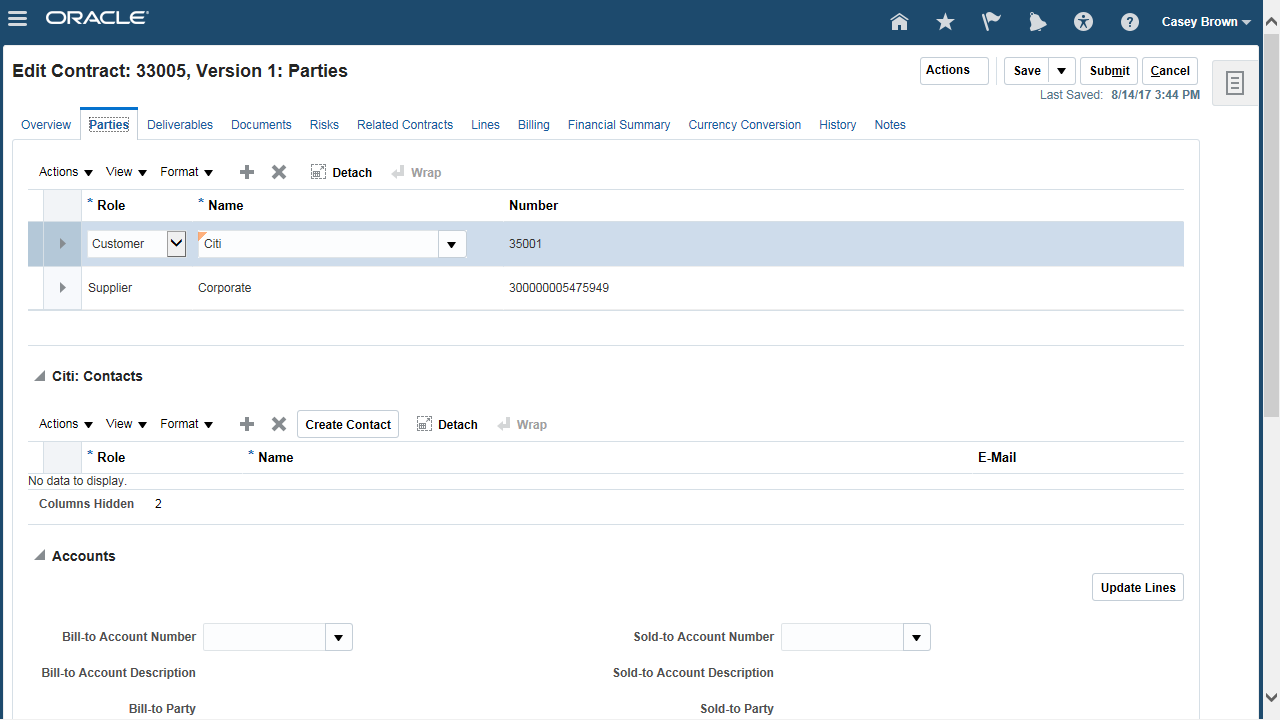 ORACLE
Casey Brown
Edit Contract: 33005, Version 1: Parties
Actions Save Submit Cancel
Last Saved: 8/14/17 3:44 PM
Overview Parties Deliverables Documents Risks Related Contracts Lines Billing Financial Summary Currency Conversion History Notes
Actions View Format Detach Wrap
* Role * Name Number
Customer Citi 35001
Supplier Corporate 300000005475949
Citi: Contacts
Actions View Format Create Contact Detach Wrap
* Role * Name E-Mail
No data to display.
Columns Hidden 2
Accounts
Update Lines
Bill-to Account Number Sold-to Account Number
Bill-to Account Description Sold-to Account Description
Bill-to Party Sold-to Party